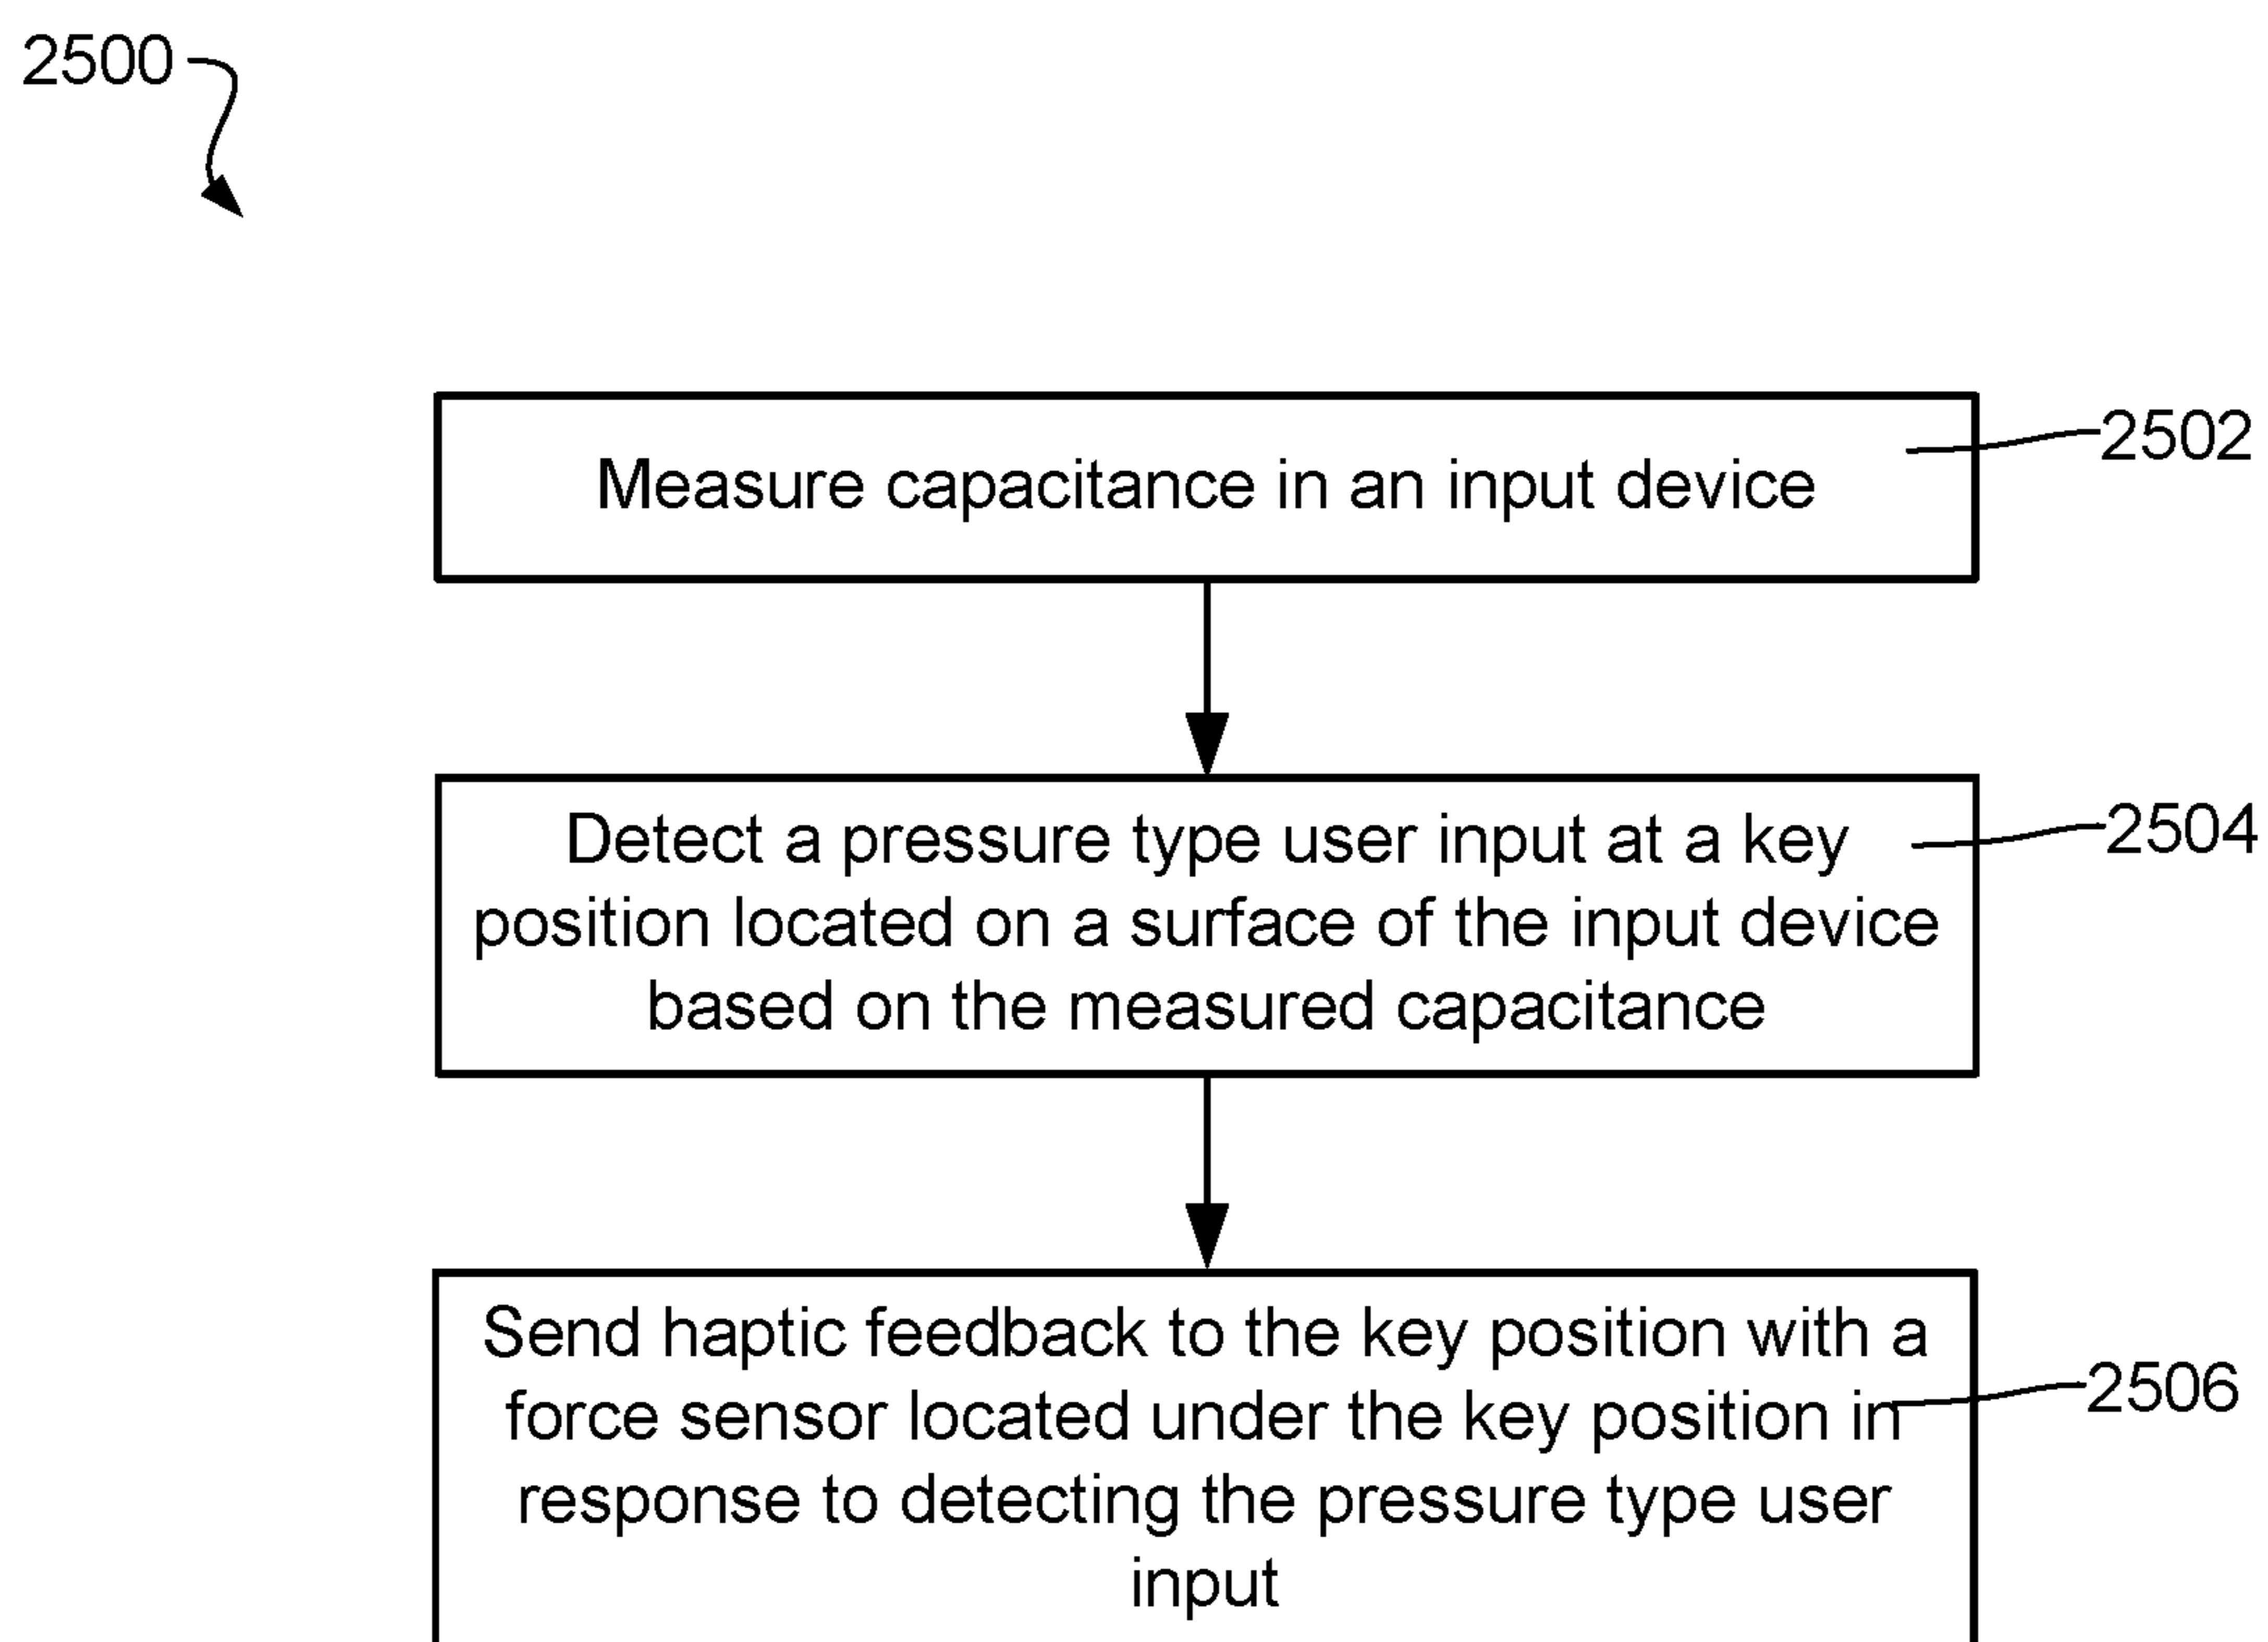 2500
Measure capacitance in an input device
2502
Detect a pressure type user input at a key
position located on a surface of the input device
based on the measured capacitance
2504
Send haptic feedback to the key position with a
force sensor located under the key position in
response to detecting the pressure type user
input
2506